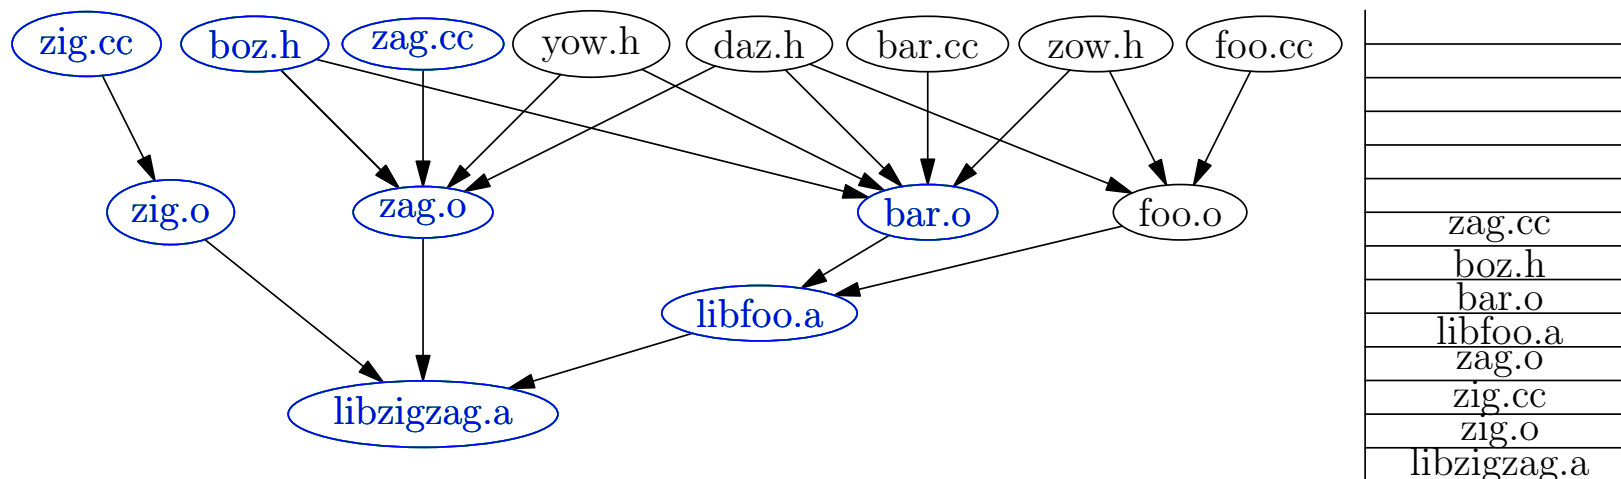 zig.cc
boz.h
zag.cc
yow.h
daz.h
bar.cc
zow.h
foo.cc
zig.o
zag.o
bar.o
foo.o
libfoo.a
libzigzag.a
zag.cc
boz.h
bar.o
libfoo.a
zag.o
zig.cc
zig.o
libzigzag.a